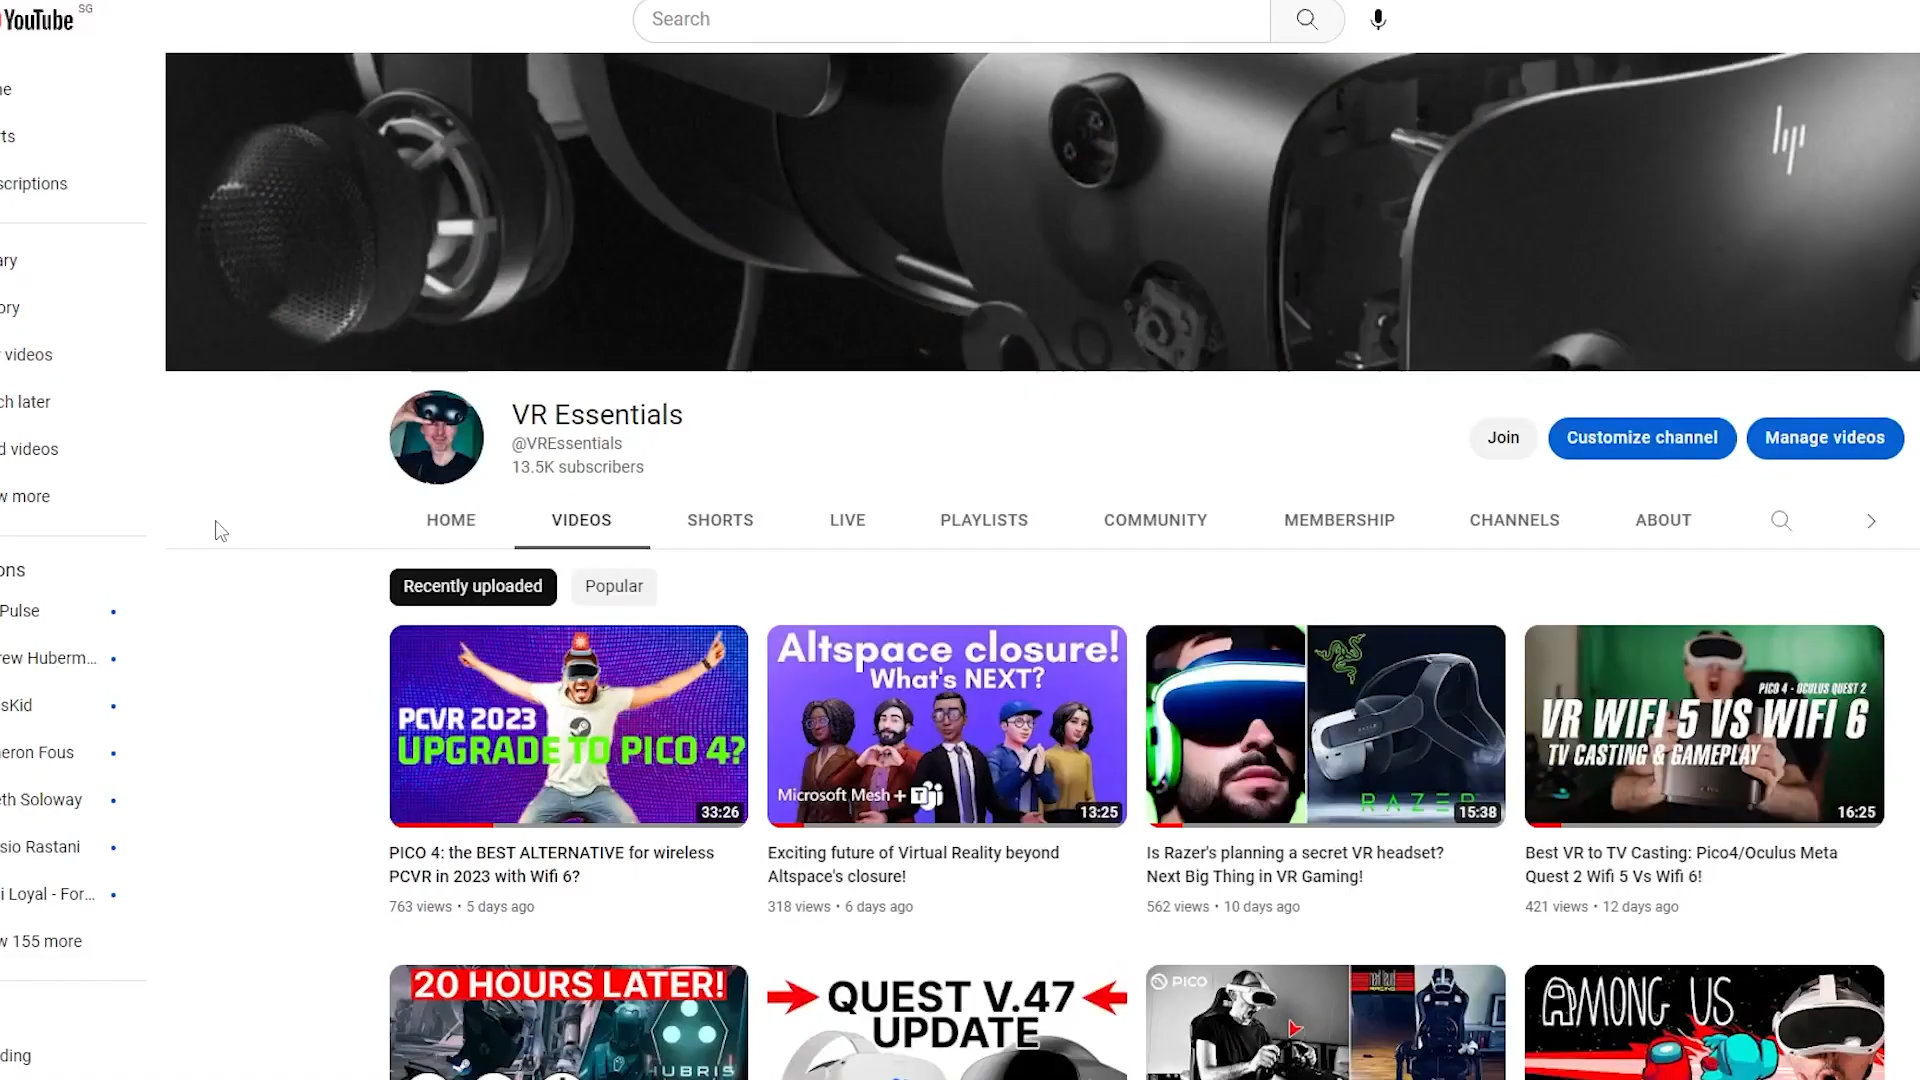 YouTube SG
Search
ne
rts
scriptions
ary
ory
r videos
ch later
d videos
w more
ons
Pulse
rew Huberm...
sKid
eron Fous
eth Soloway
sio Rastani
i Loyal - For...
w 155 more
ding
hp
VR Essentials
@VREssentials
13.5K subscribers
Join
Customize channel
Manage videos
HOME
VIDEOS
SHORTS
LIVE
PLAYLISTS
COMMUNITY
MEMBERSHIP
CHANNELS
ABOUT
Recently uploaded
Popular
PCVR 2023
UPGRADE TO PICO 4?
33:26
PICO 4: the BEST ALTERNATIVE for wireless
PCVR in 2023 with Wifi 6?
763 views • 5 days ago
Altspace closure!
What's NEXT?
Microsoft Mesh +
13:25
Exciting future of Virtual Reality beyond
Altspace's closure!
318 views • 6 days ago
RAZER
15:38
Is Razer's planning a secret VR headset?
Next Big Thing in VR Gaming!
562 views • 10 days ago
PICO 4 - OCULUS QUEST 2
VR WIFI 5 VS WIFI 6
TV CASTING & GAMEPLAY
16:25
Best VR to TV Casting: Pico4/Oculus Meta
Quest 2 Wifi 5 Vs Wifi 6!
421 views • 12 days ago
20 HOURS LATER!
HUBRIS
QUEST V.47
UPDATE
PICO
AMONG US